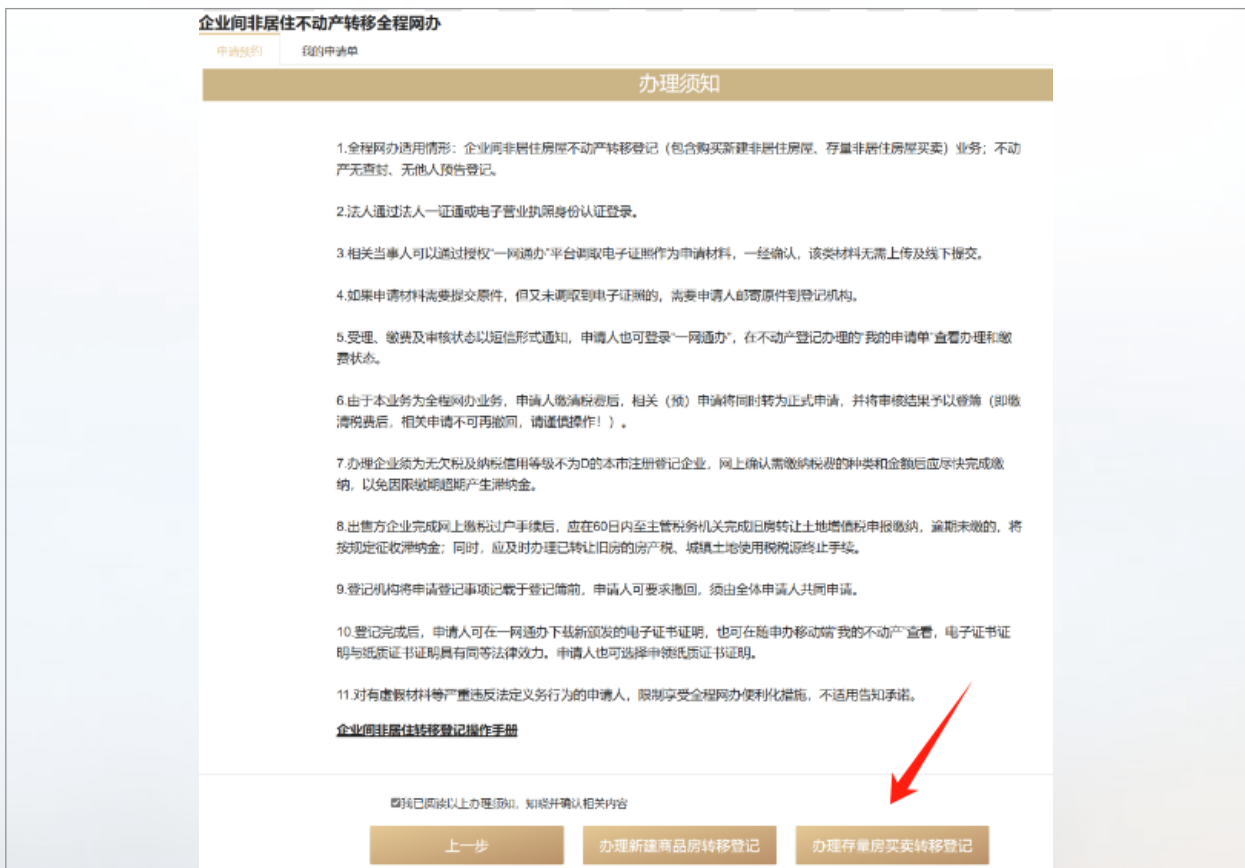 企业间非居住不动产转移全程网办
申请预约
我的申请单
办理须知
1.全程网办适用情形：企业间非居住房屋不动产转移登记（包含购买新建非居住房屋、存量非居住房屋买卖）业务；不动
产无查封、无他人预告登记。
2.法人通过法人一证通或电子营业执照身份认证登录。
3.相关当事人可以通过授权“一网通办”平台调取电子证照作为申请材料，一经确认，该类材料无需上传及线下提交。
4.如果申请材料需要提交原件，但又未调取到电子证照的，需要申请人邮寄原件到登记机构。
5.受理、缴费及审核状态以短信形式通知，申请人也可登录“一网通办”，在不动产登记办理的“我的申请单”查看办理和缴
费状态。
6.由于本业务为全程网办业务，申请人缴清税费后，相关（预）申请将同时转为正式申请，并将审核结果予以登簿（即缴
清税费后，相关申请不可再撤回，请谨慎操作！）。
7.办理企业须为无欠税及纳税信用等级不为D的本市注册登记企业，网上确认需缴纳税费的种类和金额后应尽快完成缴
纳，以免因限缴期超期产生滞纳金。
8.出售方企业完成网上缴税过户手续后，应在60日内至主管税务机关完成旧房转让土地增值税申报缴纳，逾期未缴的，将
按规定征收滞纳金；同时，应及时办理已转让旧房的房产税、城镇土地使用税税源终止手续。
9.登记机构将申请登记事项记载于登记簿前，申请人可要求撤回，须由全体申请人共同申请。
10.登记完成后，申请人可在一网通办下载新颁发的电子证书证明，也可在随申办移动端“我的不动产”查看，电子证书证
明与纸质证书证明具有同等法律效力。申请人也可选择申领纸质证书证明。
11.对有虚假材料等严重违反法定义务行为的申请人，限制享受全程网办便利化措施，不适用告知承诺。
企业间非居住转移登记操作手册
我已阅读以上办理须知，知晓并确认相关内容
上一步
办理新建商品房转移登记
办理存量房买卖转移登记